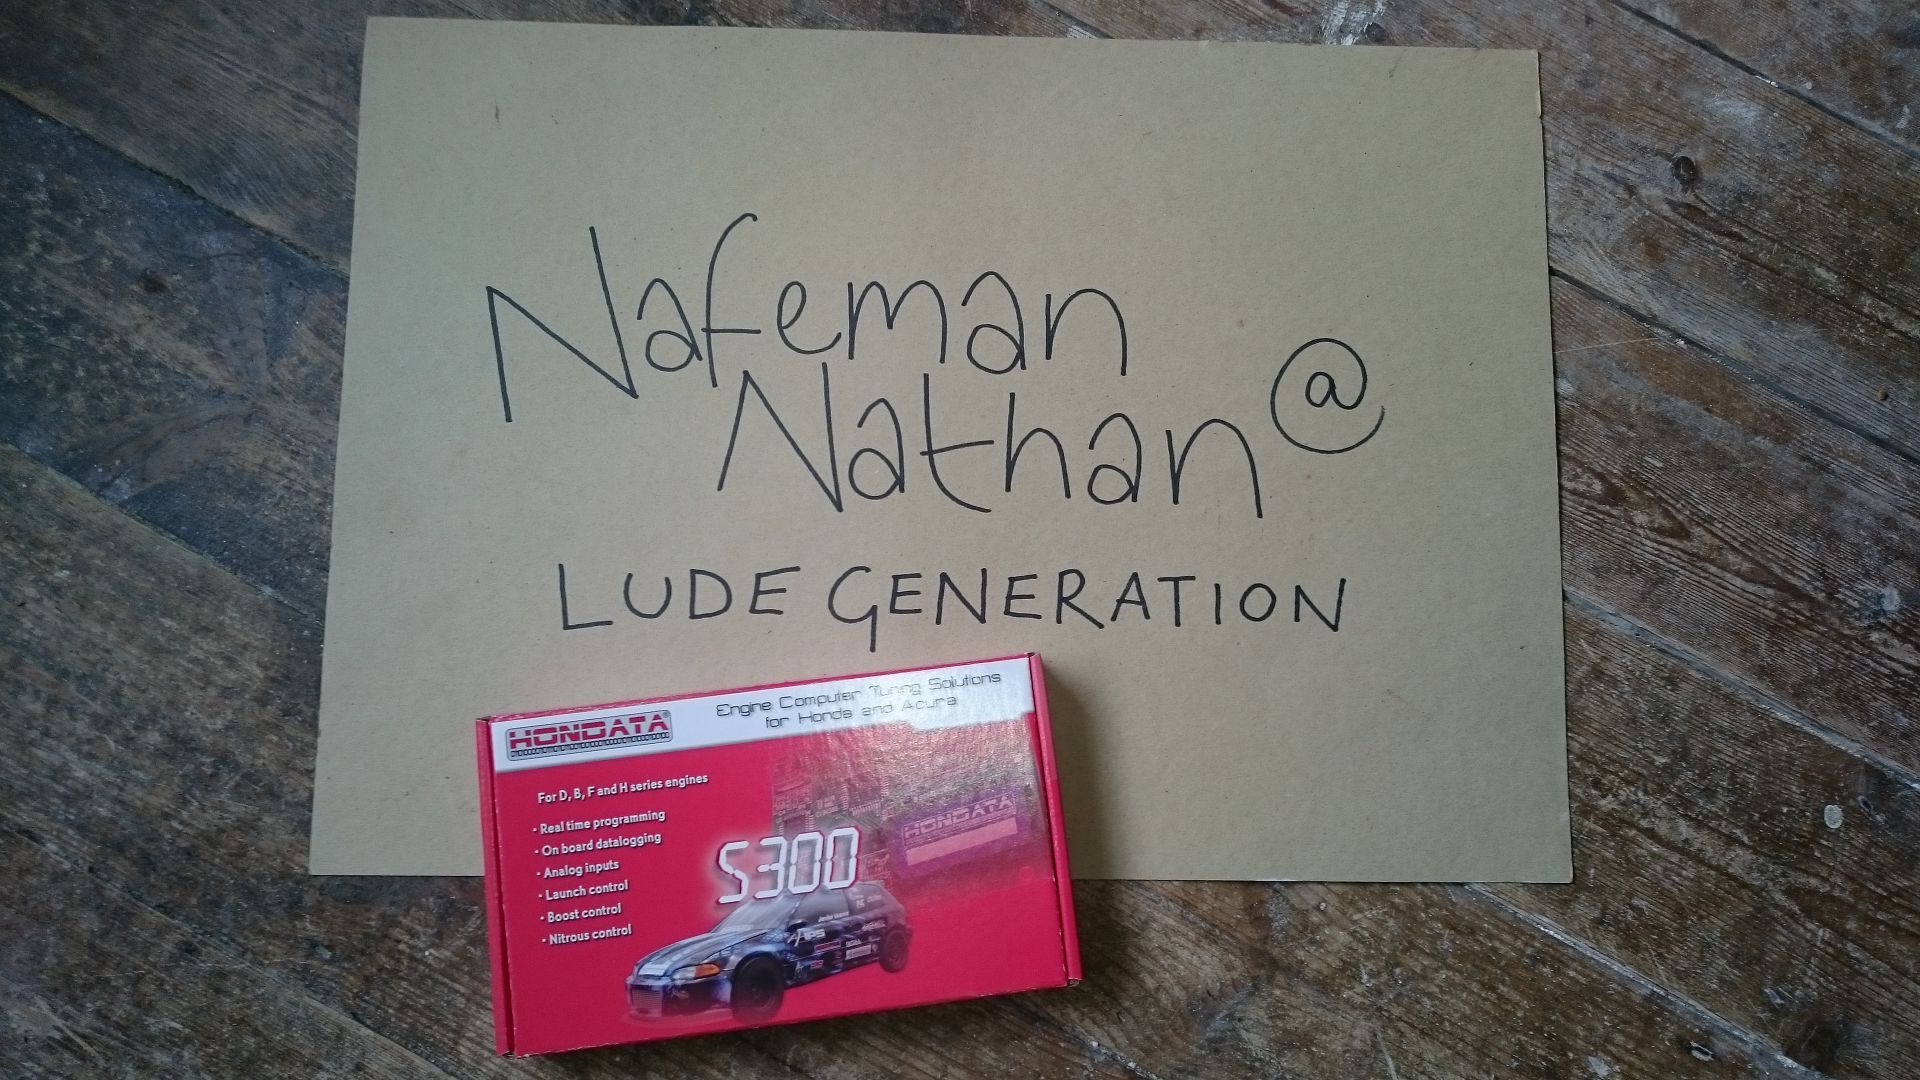 Nafeman
Nathan @
LUDE GENERATION
HONDATA®
Engine Computer Tuning Solutions
for Honda and Acura
For D, B, F and H series engines
• Real time programming
• On board datalogging
• Analog inputs
• Launch control
• Boost control
• Nitrous control
HONDATA
S300